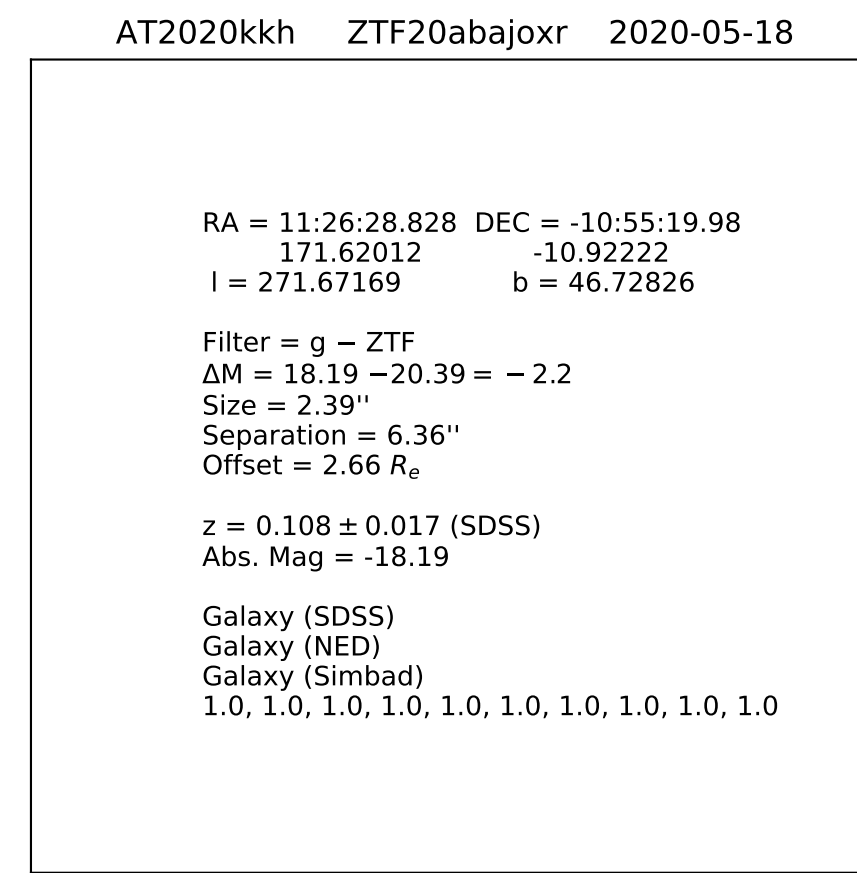 AT2020kkh ZTF20abajoxr 2020-05-18
RA = 11:26:28.828 DEC = -10:55:19.98
171.62012 -10.92222
l = 271.67169 b = 46.72826
Filter = g − ZTF
ΔM = 18.19 −20.39 = − 2.2
Size = 2.39''
Separation = 6.36''
Offset = 2.66 Rₑ
z = 0.108 ± 0.017 (SDSS)
Abs. Mag = -18.19
Galaxy (SDSS)
Galaxy (NED)
Galaxy (Simbad)
1.0, 1.0, 1.0, 1.0, 1.0, 1.0, 1.0, 1.0, 1.0, 1.0